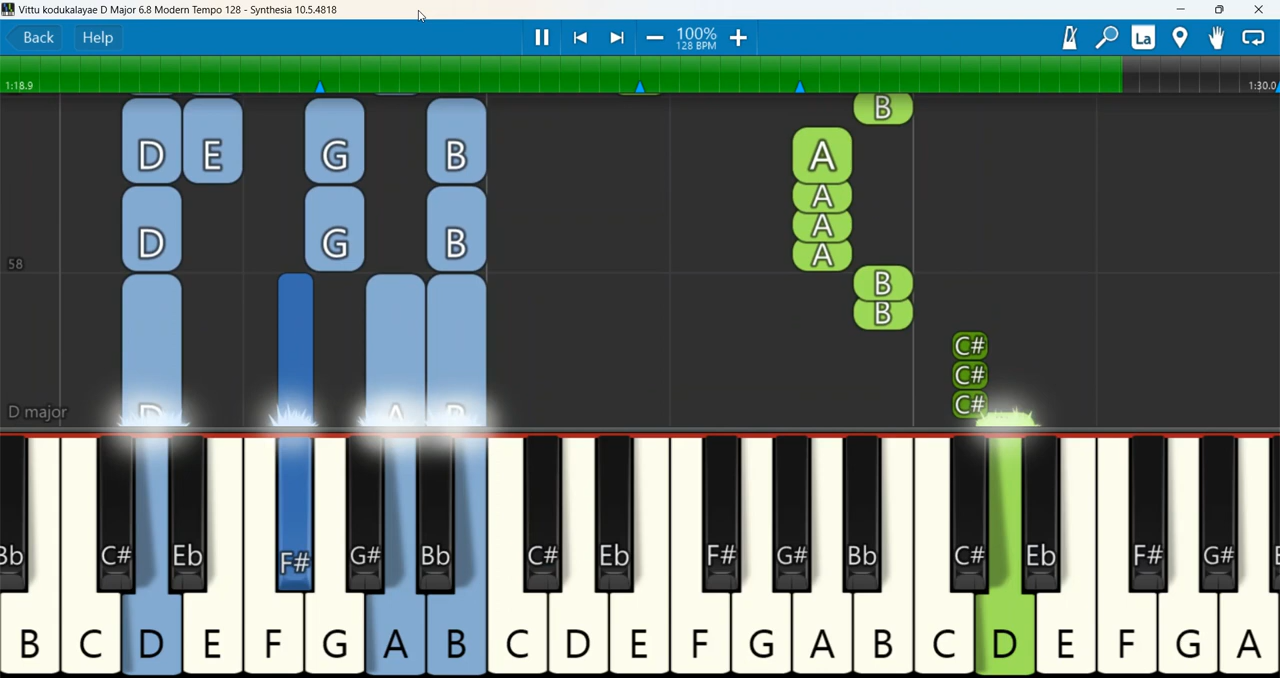 Vittu kodukalayae D Major 6.8 Modern Tempo 128 - Synthesia 10.5.4818
Back Help 100% La
128 BPM
1:18.9 1:30.0
B
D E G B A
A
D G B A
A
58
B
B
C#
C#
D major D A B C#
Bb C# Eb F# G# Bb C# Eb F# G# Bb C# Eb F# G# E
B C D E F G A B C D E F G A B C D E F G A